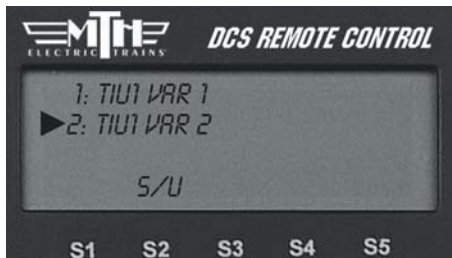 MTH
ELECTRIC TRAINS
DCS REMOTE CONTROL
1: TIU1 VAR 1
2: TIU1 VAR 2
S/U
S1 S2 S3 S4 S5